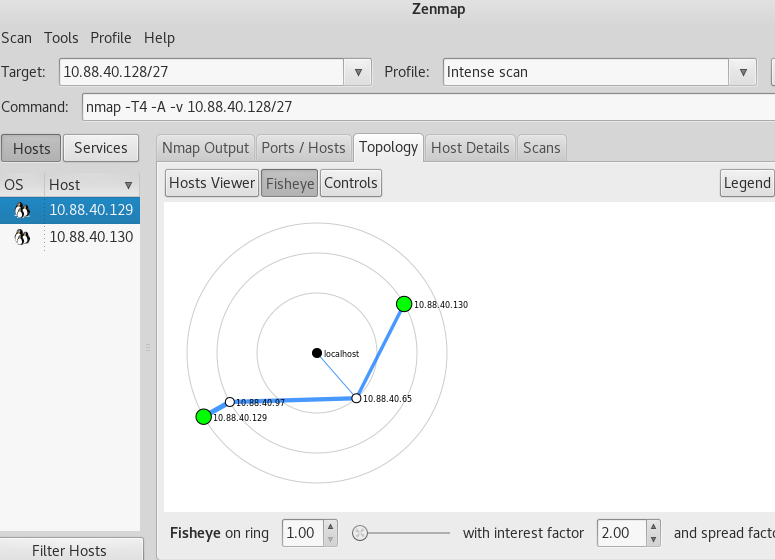 Zenmap
Scan Tools Profile Help
Target: 10.88.40.128/27 Profile: Intense scan
Command: nmap -T4 -A -v 10.88.40.128/27
Hosts Services Nmap Output Ports / Hosts Topology Host Details Scans
OS Host Hosts Viewer Fisheye Controls Legend
10.88.40.129
10.88.40.130
10.88.40.130
localhost
10.88.40.97 10.88.40.65
10.88.40.129
Fisheye on ring 1.00 with interest factor 2.00 and spread facto
Filter Hosts